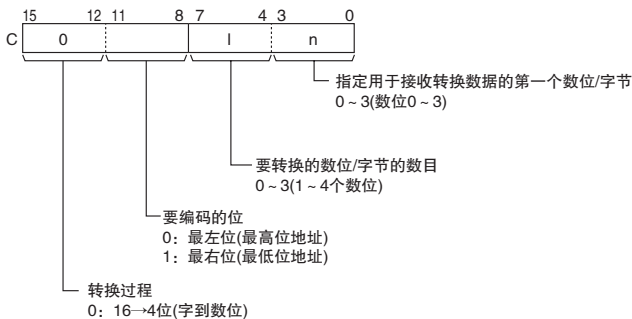 15 12 11 8 7 4 3 0
C 0 l n
指定用于接收转换数据的第一个数位/字节
0～3(数位0～3)
要转换的数位/字节的数目
0～3(1～4个数位)
要编码的位
0：最左位(最高位地址)
1：最右位(最低位地址)
转换过程
0：16→4位(字到数位)